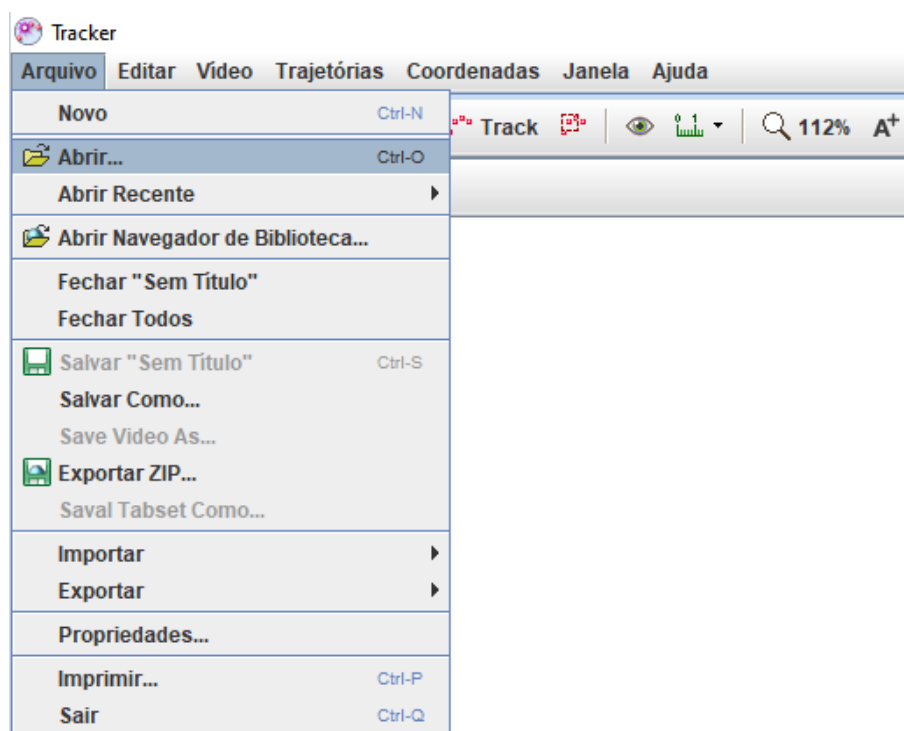 Tracker
Arquivo Editar Vídeo Trajetórias Coordenadas Janela Ajuda
Novo Ctrl-N
Track 112% A+
Abrir... Ctrl-O
Abrir Recente
Abrir Navegador de Biblioteca...
Fechar "Sem Título"
Fechar Todos
Salvar "Sem Título" Ctrl-S
Salvar Como...
Save Video As...
Exportar ZIP...
Saval Tabset Como...
Importar
Exportar
Propriedades...
Imprimir... Ctrl-P
Sair Ctrl-Q